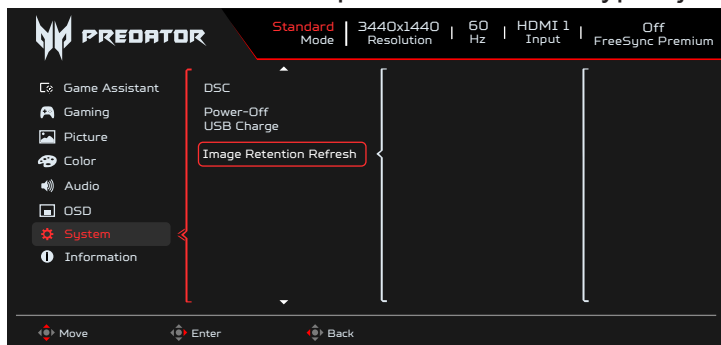 PREDATOR
Standard Mode
3440x1440 Resolution
60 Hz
HDMI 1 Input
Off FreeSync Premium
Game Assistant
Gaming
Picture
Color
Audio
OSD
System
Information
DSC
Power-Off
USB Charge
Image Retention Refresh
Move
Enter
Back